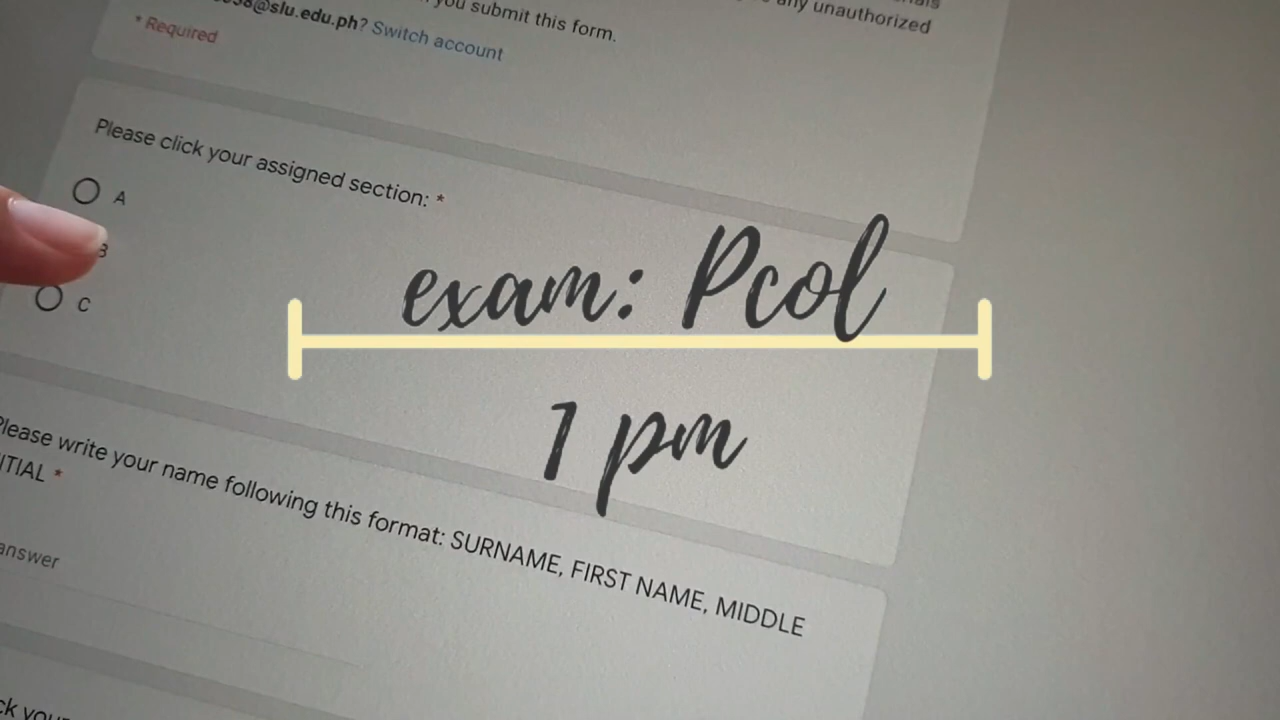 you submit this form.
any unauthorized
@slu.edu.ph? Switch account
* Required
Please click your assigned section: *
A
B
C
exam: Pcol
1 pm
Please write your name following this format: SURNAME, FIRST NAME, MIDDLE
ITIAL *
answer